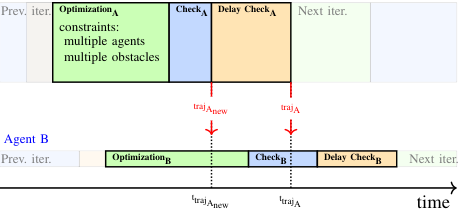 Prev. iter. Optimization_A Check_A Delay Check_A Next iter.
constraints:
multiple agents
multiple obstacles
traj_A_new traj_A
Agent B
Prev. iter. Optimization_B Check_B Delay Check_B Next iter.
t_traj_A_new t_traj_A
time